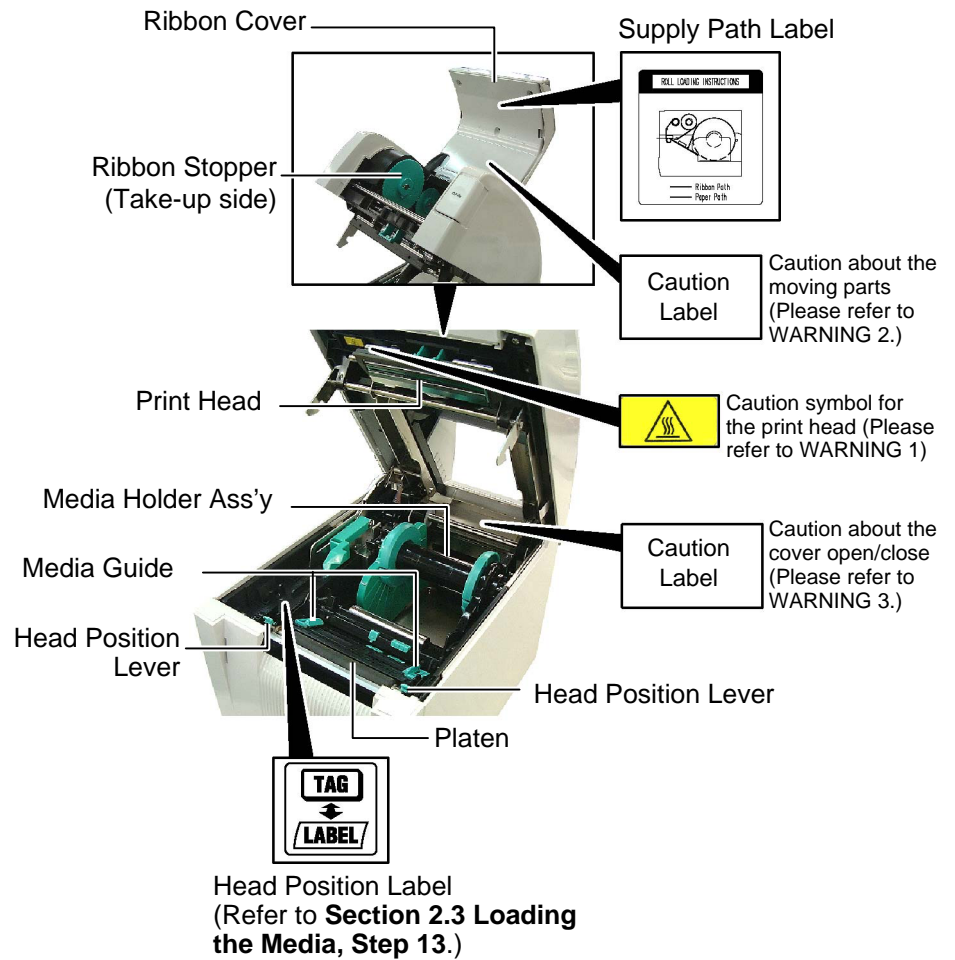 Ribbon Cover
Supply Path Label
ROLL LOADING INSTRUCTIONS
Ribbon Path
Paper Path
Ribbon Stopper
(Take-up side)
Caution
Label
Caution about the
moving parts
(Please refer to
WARNING 2.)
Print Head
Caution symbol for
the print head (Please
refer to WARNING 1)
Media Holder Ass’y
Caution
Label
Caution about the
cover open/close
(Please refer to
WARNING 3.)
Media Guide
Head Position
Lever
Head Position Lever
Platen
TAG
LABEL
Head Position Label
(Refer to Section 2.3 Loading
the Media, Step 13.)